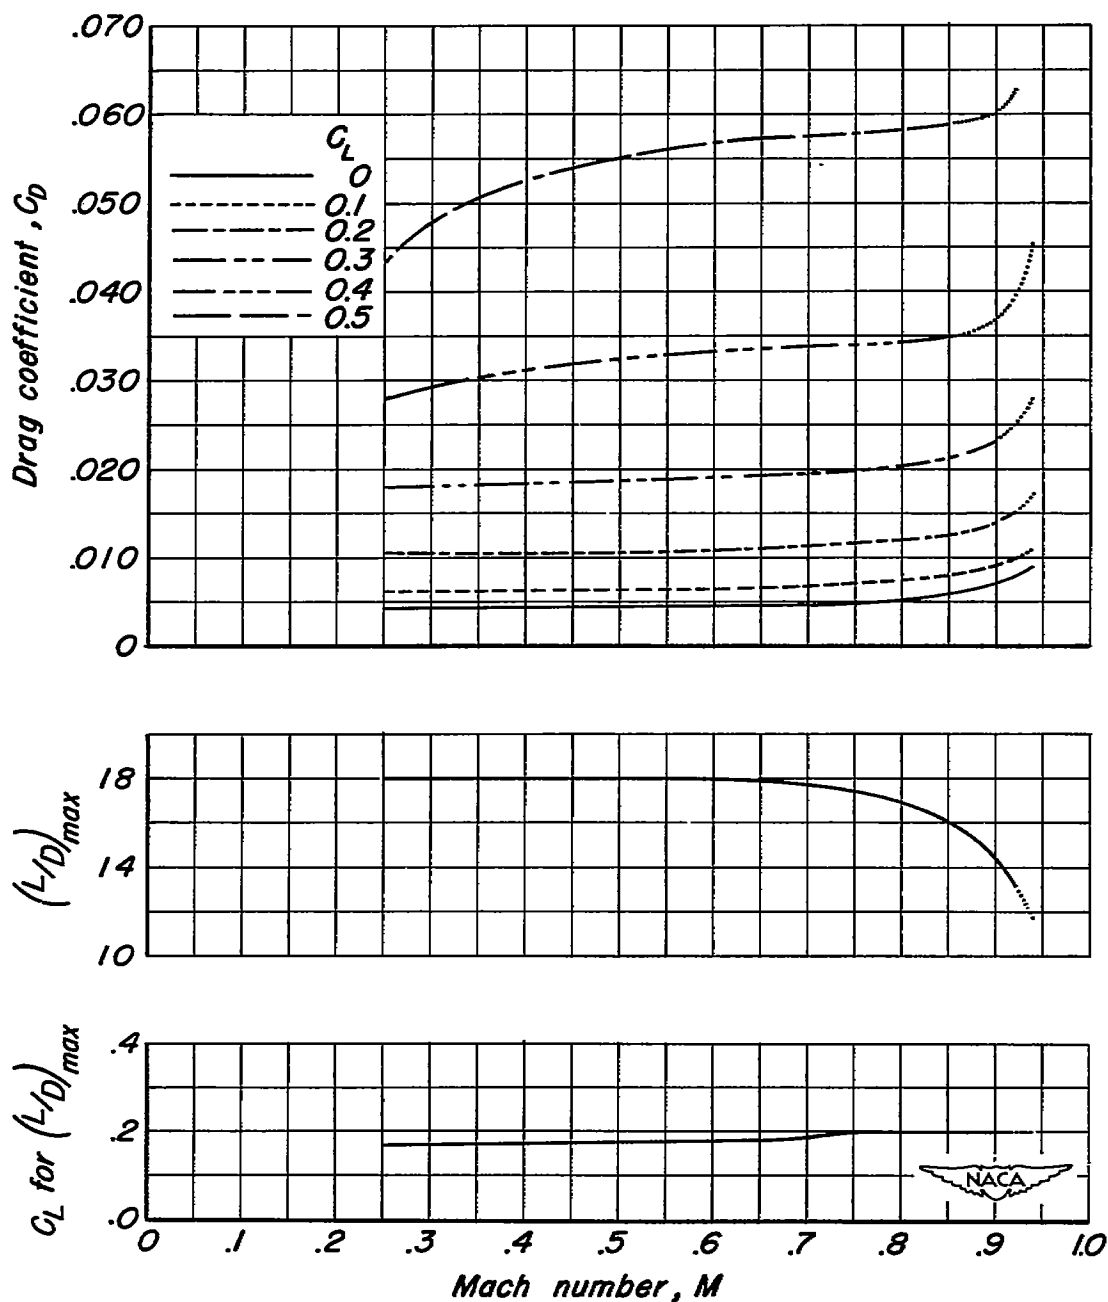 .070
.060
.050
.040
.030
.020
.010
0
Drag coefficient, C_D
C_L
0
0.1
0.2
0.3
0.4
0.5
18
14
10
(L/D)max
.4
.2
.0
C_L for (L/D)max
NACA
0 .1 .2 .3 .4 .5 .6 .7 .8 .9 1.0
Mach number, M